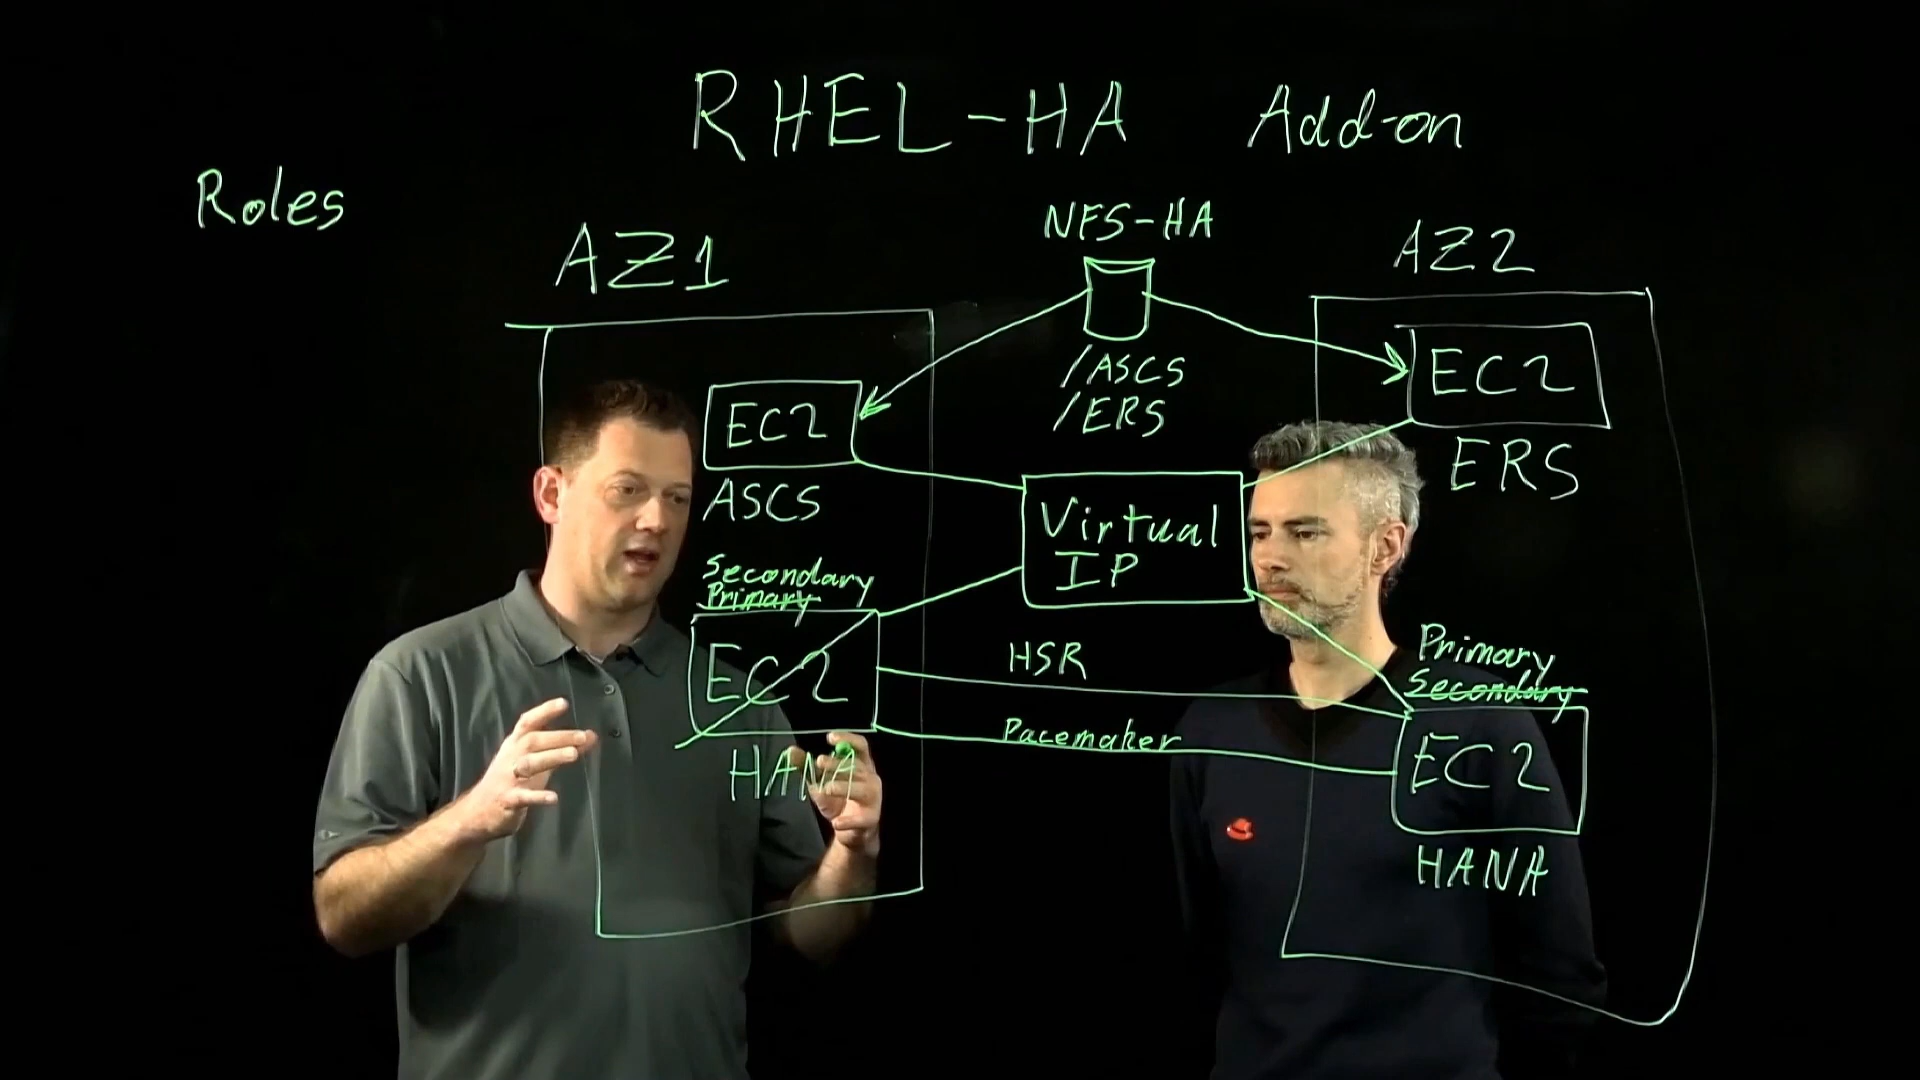 RHEL-HA Add-on
Roles
AZ1
NFS-HA
AZ2
/ASCS
/ERS
EC2
ASCS
EC2
ERS
Virtual
IP
Secondary
Primary
EC2
HANA
HSR
Pacemaker
Primary
Secondary
EC2
HANA